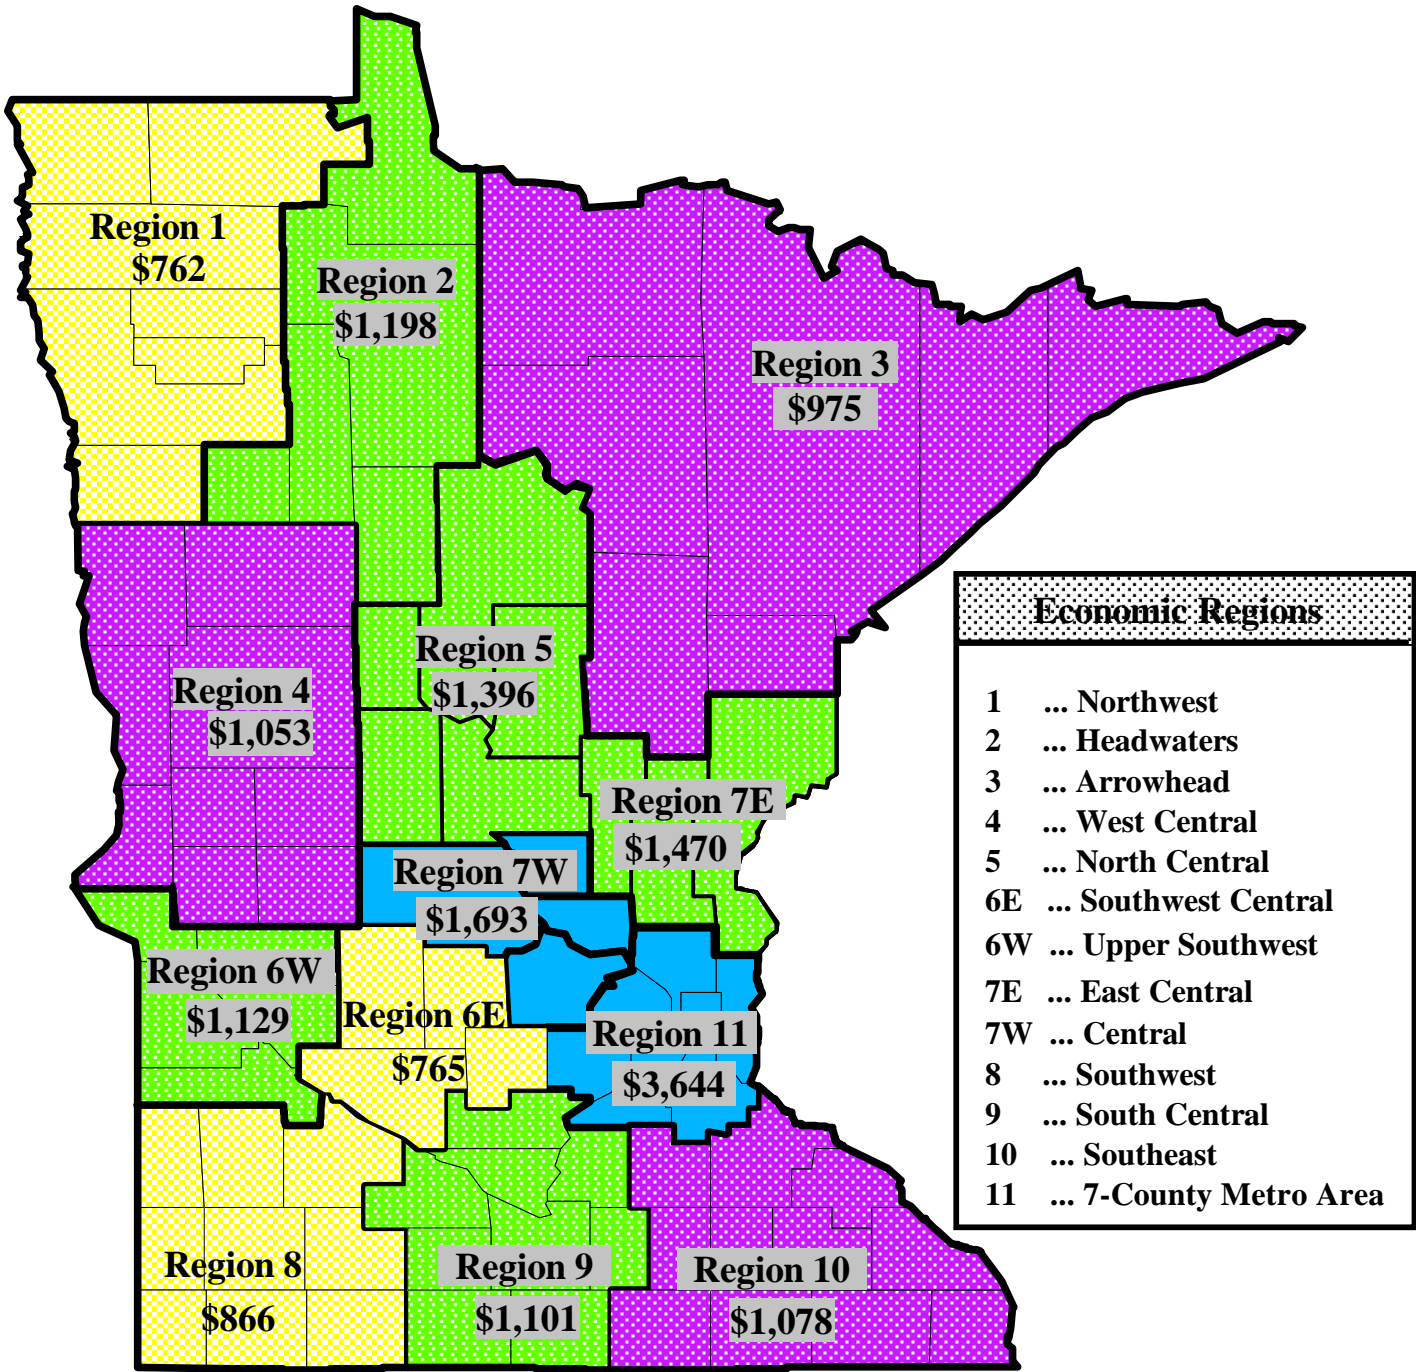 Region 1
$762
Region 2
$1,198
Region 3
$975
Region 4
$1,053
Region 5
$1,396
Region 7E
$1,470
Region 7W
$1,693
Region 6W
$1,129
Region 6E
$765
Region 11
$3,644
Region 8
$866
Region 9
$1,101
Region 10
$1,078
Economic Regions
1 ... Northwest
2 ... Headwaters
3 ... Arrowhead
4 ... West Central
5 ... North Central
6E ... Southwest Central
6W ... Upper Southwest
7E ... East Central
7W ... Central
8 ... Southwest
9 ... South Central
10 ... Southeast
11 ... 7-County Metro Area